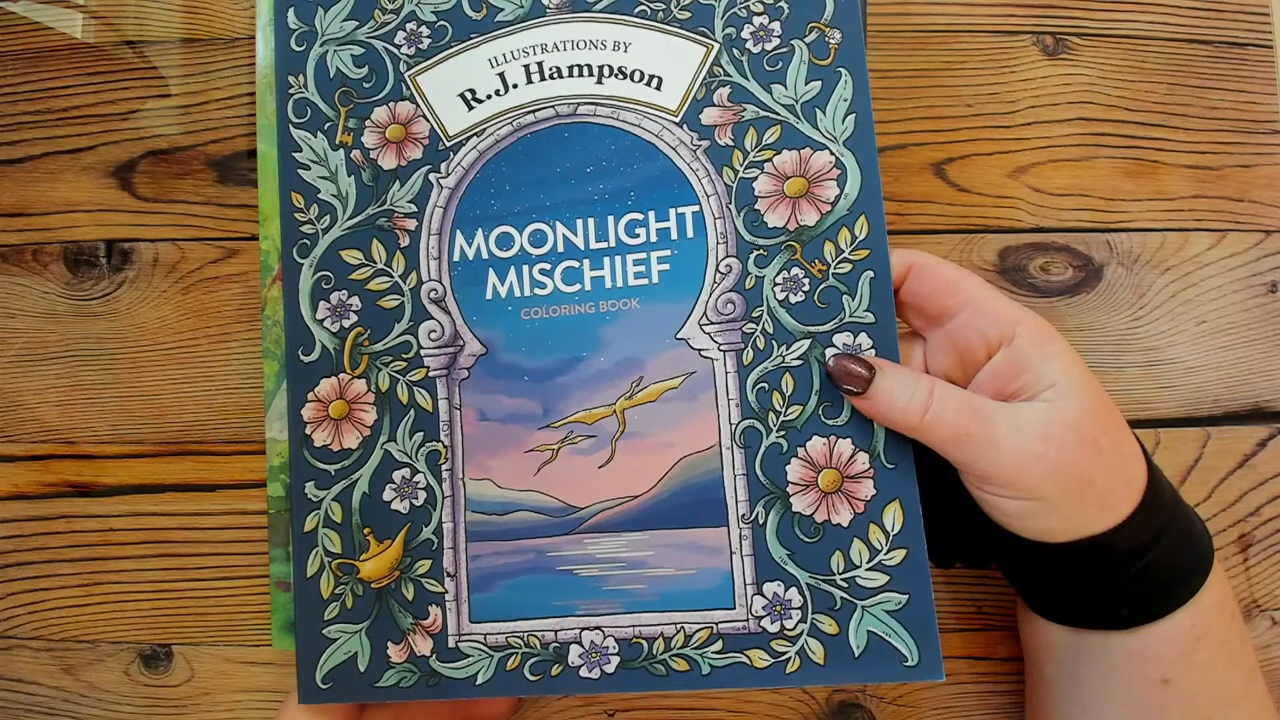 ILLUSTRATIONS BY
R.J. Hampson
MOONLIGHT
MISCHIEF
COLORING BOOK